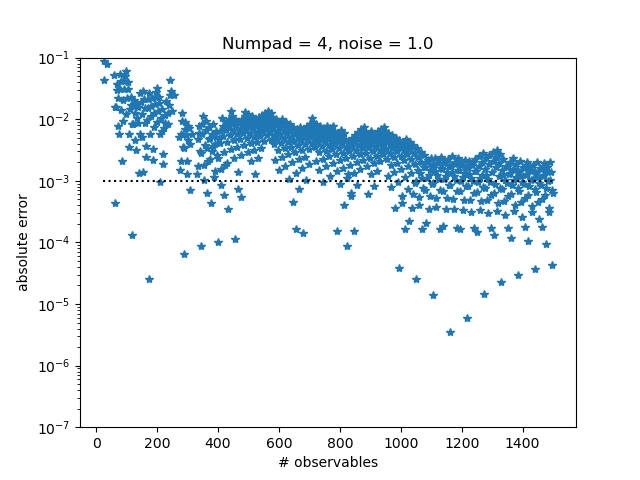 Numpad = 4, noise = 1.0
absolute error
10⁻¹
10⁻²
10⁻³
10⁻⁴
10⁻⁵
10⁻⁶
10⁻⁷
0 200 400 600 800 1000 1200 1400
# observables